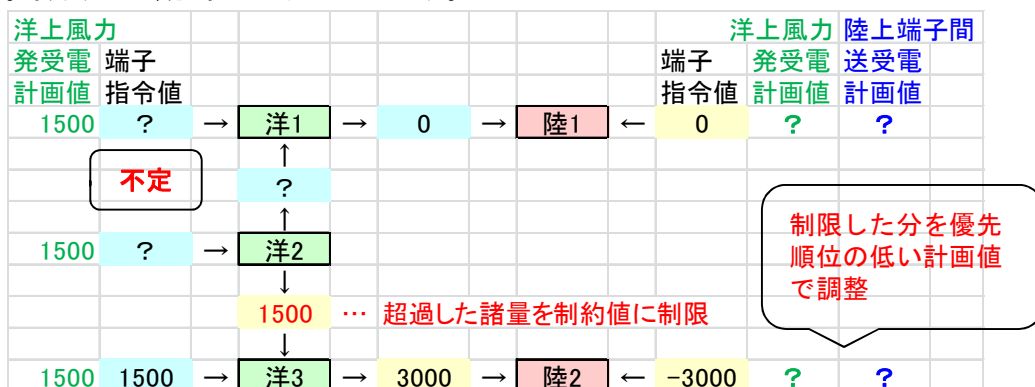 洋上風力 洋上風力 陸上端子間
発受電 端子 端子 発受電 送受電
計画値 指令値 指令値 計画値 計画値
1500 ? → 洋1 → 0 → 陸1 ← 0 ? ?
↑
不定 ?
↑
1500 ? → 洋2
↓
1500 … 超過した諸量を制約値に制限
↓
1500 1500 → 洋3 → 3000 → 陸2 ← -3000 ? ?
制限した分を優先
順位の低い計画値
で調整